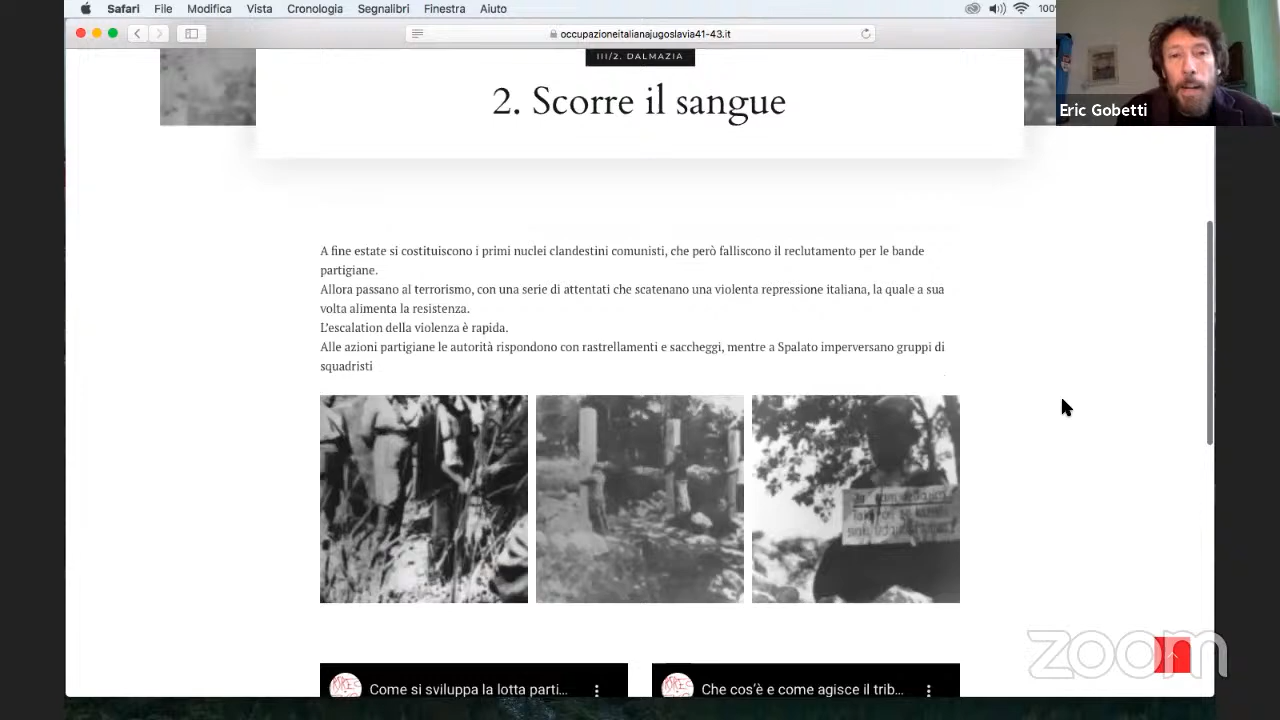 Safari File Modifica Vista Cronologia Segnalibri Finestra Aiuto
occupazioneitalianajugoslavia41-43.it
Eric Gobetti
III/2. DALMAZIA
2. Scorre il sangue
A fine estate si costituiscono i primi nuclei clandestini comunisti, che però falliscono il reclutamento per le bande
partigiane.
Allora passano al terrorismo, con una serie di attentati che scatenano una violenta repressione italiana, la quale a sua
volta alimenta la resistenza.
L'escalation della violenza è rapida.
Alle azioni partigiane le autorità rispondono con rastrellamenti e saccheggi, mentre a Spalato imperversano gruppi di
squadristi
Come si sviluppa la lotta parti...
Che cos'è e come agisce il trib...
zoom